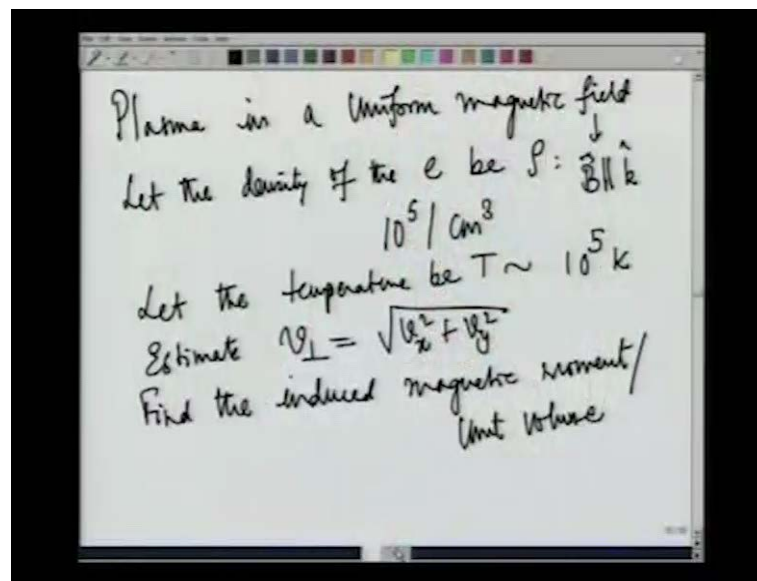 Plasma in a Uniform magnetic field
↓
Let the density of the e be ρ : B̂ || k̂
10⁵ / cm³
Let the temperature be T ~ 10⁵ K
Estimate v⊥ = √(vₓ² + vᵧ²)
Find the induced magnetic moment/
Unit volume